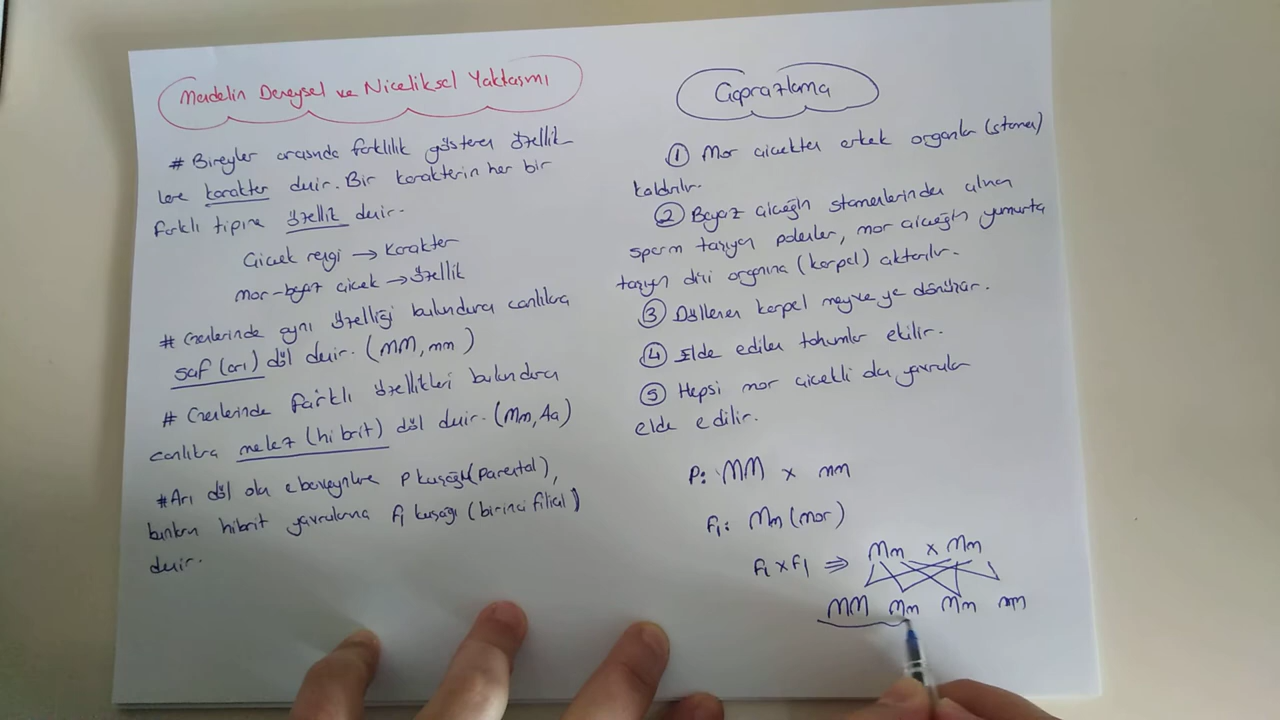 Mendelin Deneysel ve Niceliksel Yaklaşımı
# Bireyler arasında farklılık gösteren özellik
lere karakter denir. Bir karakterin her bir
farklı tipine özellik denir.
Çiçek rengi → Karakter
mor-beyaz çiçek → özellik
# Genlerinde aynı özelliği bulunduran canlılara
saf (arı) döl denir. (MM, mm)
# Genlerinde farklı özellikleri bulunduran
canlılara melez (hibrit) döl denir. (Mm, Aa)
# Arı döl olan ebeveynlere P kuşağı (parental),
bunların hibrit yavrularına F1 kuşağı (birinci filial)
denir.
Çaprazlama
① Mor çiçekten erkek organlar (stamen)
kaldırılır.
② Beyaz çiçeğin stamenlerinden alınan
sperm taşıyan polenler, mor çiçeğin yumurta
taşıyan dişi organına (karpel) aktarılır.
③ Döllenen karpel meyveye dönüşür.
④ Elde edilen tohumlar ekilir.
⑤ Hepsi mor çiçekli olan yavrular
elde edilir.
P: MM x mm
F1: Mm (mor)
F1 x F1 ⇒ Mm x Mm
MM Mm Mm mm